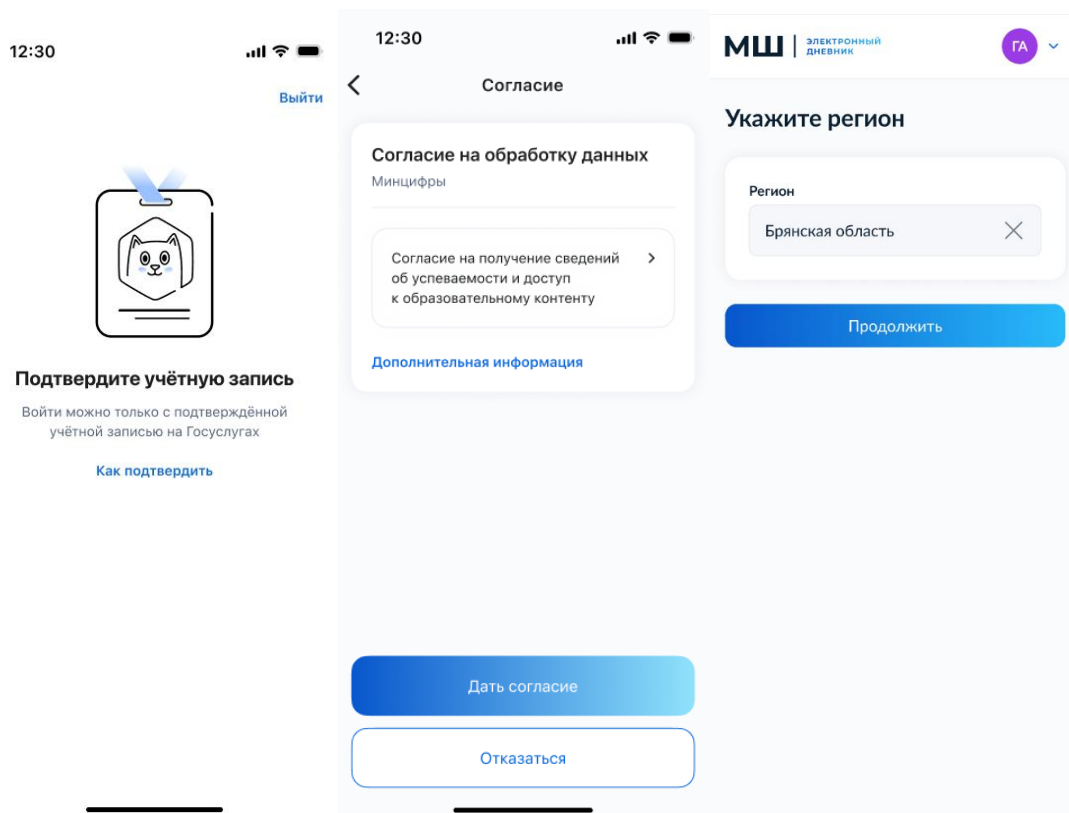 12:30
Выйти
Подтвердите учётную запись
Войти можно только с подтверждённой
учётной записью на Госуслугах
Как подтвердить
12:30
Согласие
Согласие на обработку данных
Минцифры
Согласие на получение сведений
об успеваемости и доступ
к образовательному контенту
Дополнительная информация
Дать согласие
Отказаться
МШ
ЭЛЕКТРОННЫЙ
ДНЕВНИК
ГА
Укажите регион
Регион
Брянская область
Продолжить